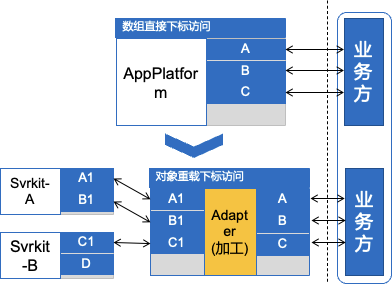 数组直接下标访问
AppPlatfor
m
A
B
C
业
务
方
对象重载下标访问
Svrkit-
A
A1
B1
Svrkit
-B
C1
D
A1
B1
C1
Adapt
er
(加工)
A
B
C
业
务
方